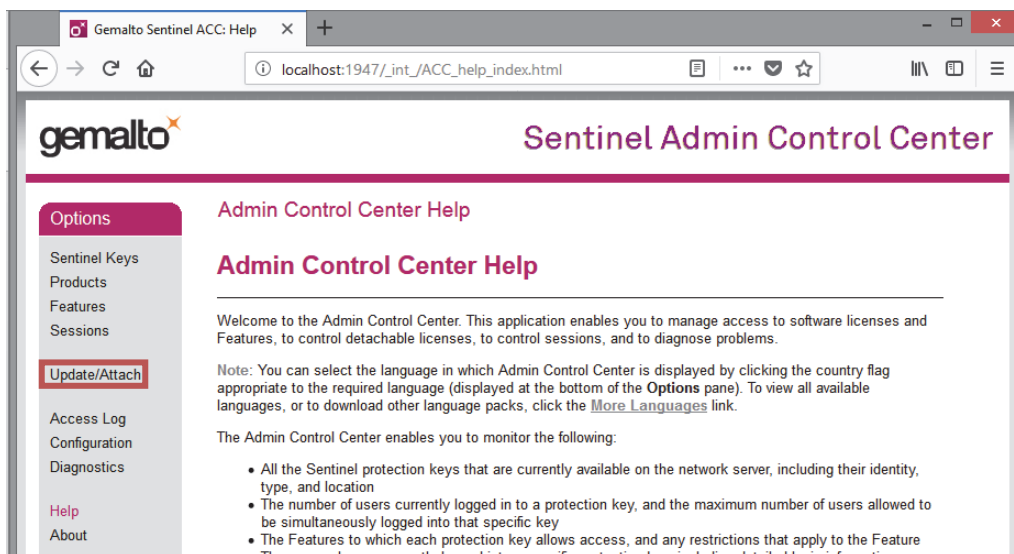 Gemalto Sentinel ACC: Help
localhost:1947/_int_/ACC_help_index.html
gemalto
Sentinel Admin Control Center
Options
Sentinel Keys
Products
Features
Sessions
Update/Attach
Access Log
Configuration
Diagnostics
Help
About
Admin Control Center Help
Admin Control Center Help
Welcome to the Admin Control Center. This application enables you to manage access to software licenses and
Features, to control detachable licenses, to control sessions, and to diagnose problems.
Note: You can select the language in which Admin Control Center is displayed by clicking the country flag
appropriate to the required language (displayed at the bottom of the Options pane). To view all available
languages, or to download other language packs, click the More Languages link.
The Admin Control Center enables you to monitor the following:
• All the Sentinel protection keys that are currently available on the network server, including their identity,
type, and location
• The number of users currently logged in to a protection key, and the maximum number of users allowed to
be simultaneously logged into that specific key
• The Features to which each protection key allows access, and any restrictions that apply to the Feature